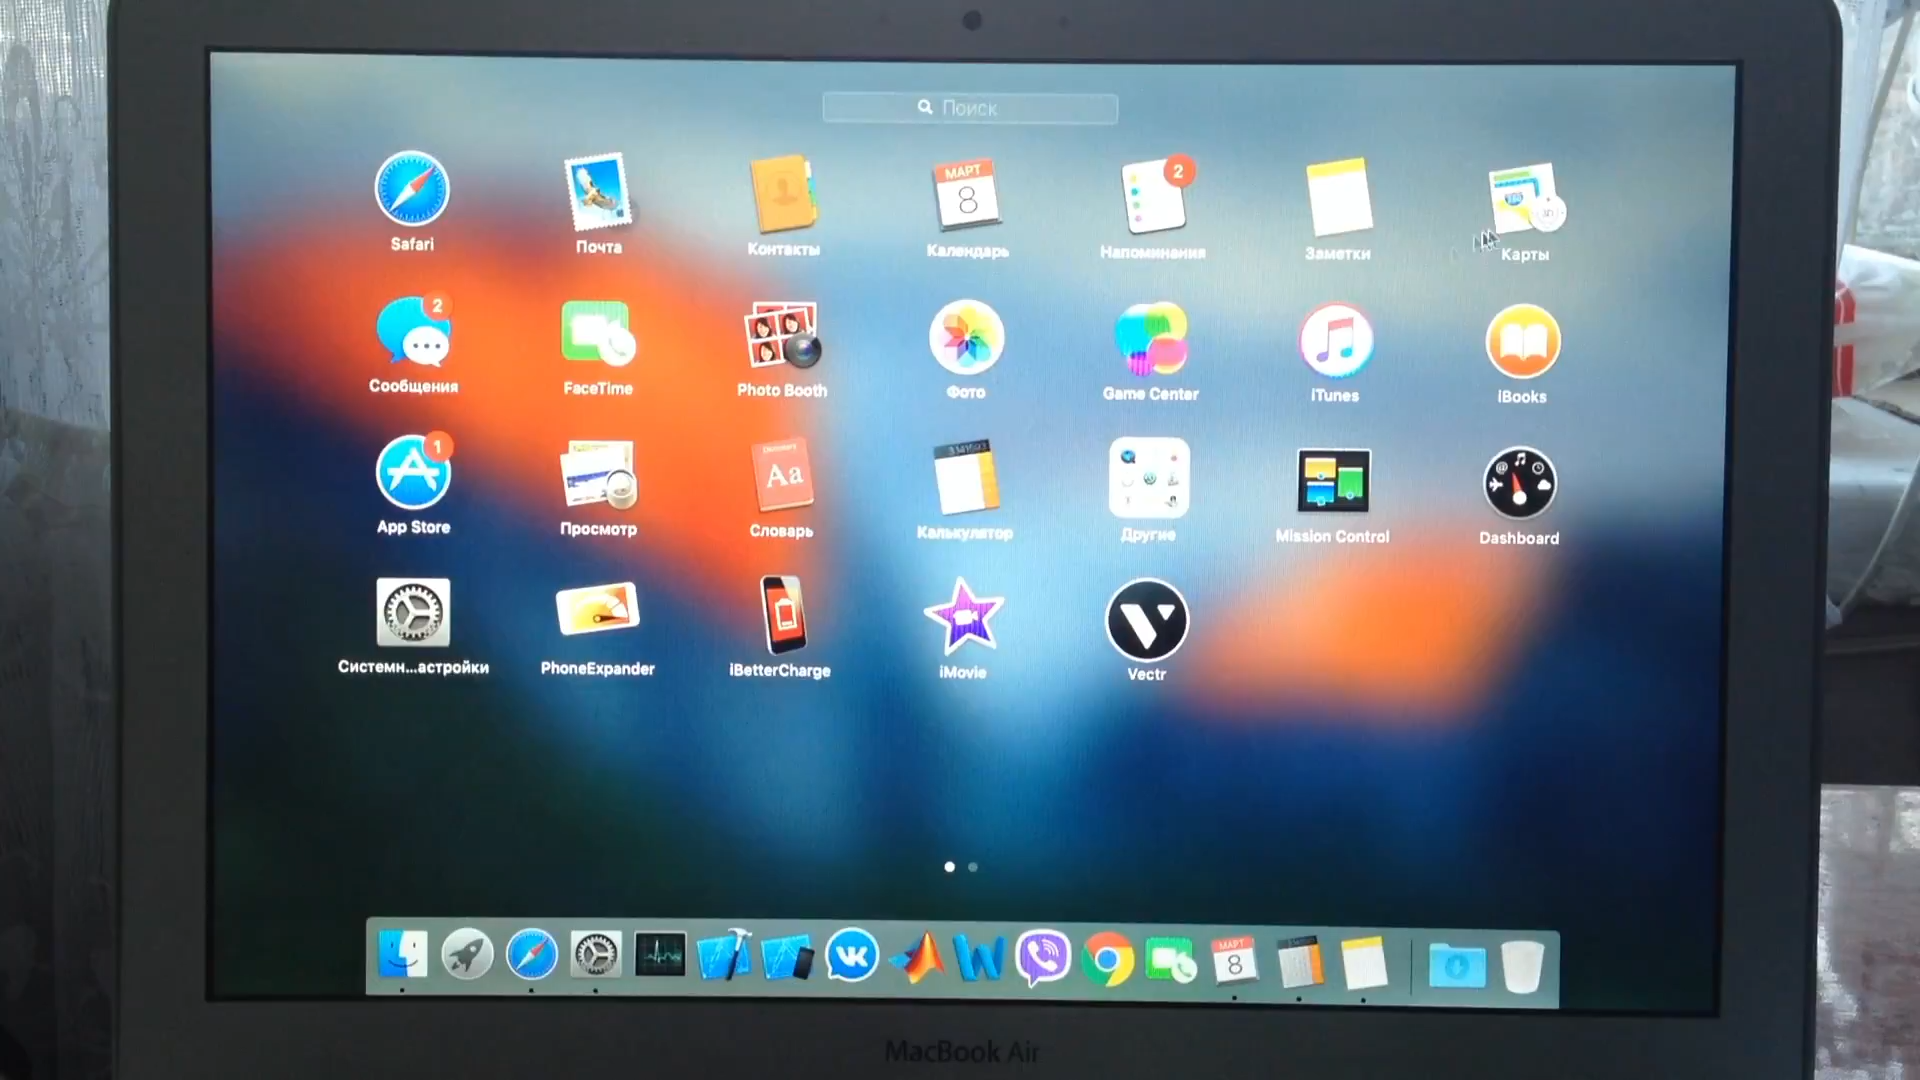 Поиск
Safari
Почта
Контакты
МАРТ
8
Календарь
2
Напоминания
Заметки
3D
Карты
2
Сообщения
FaceTime
Photo Booth
Фото
Game Center
iTunes
iBooks
1
App Store
Просмотр
Aa
Словарь
Калькулятор
Другие
Mission Control
Dashboard
Системн...астройки
PhoneExpander
iBetterCharge
iMovie
Vectr
МАРТ
8
MacBook Air